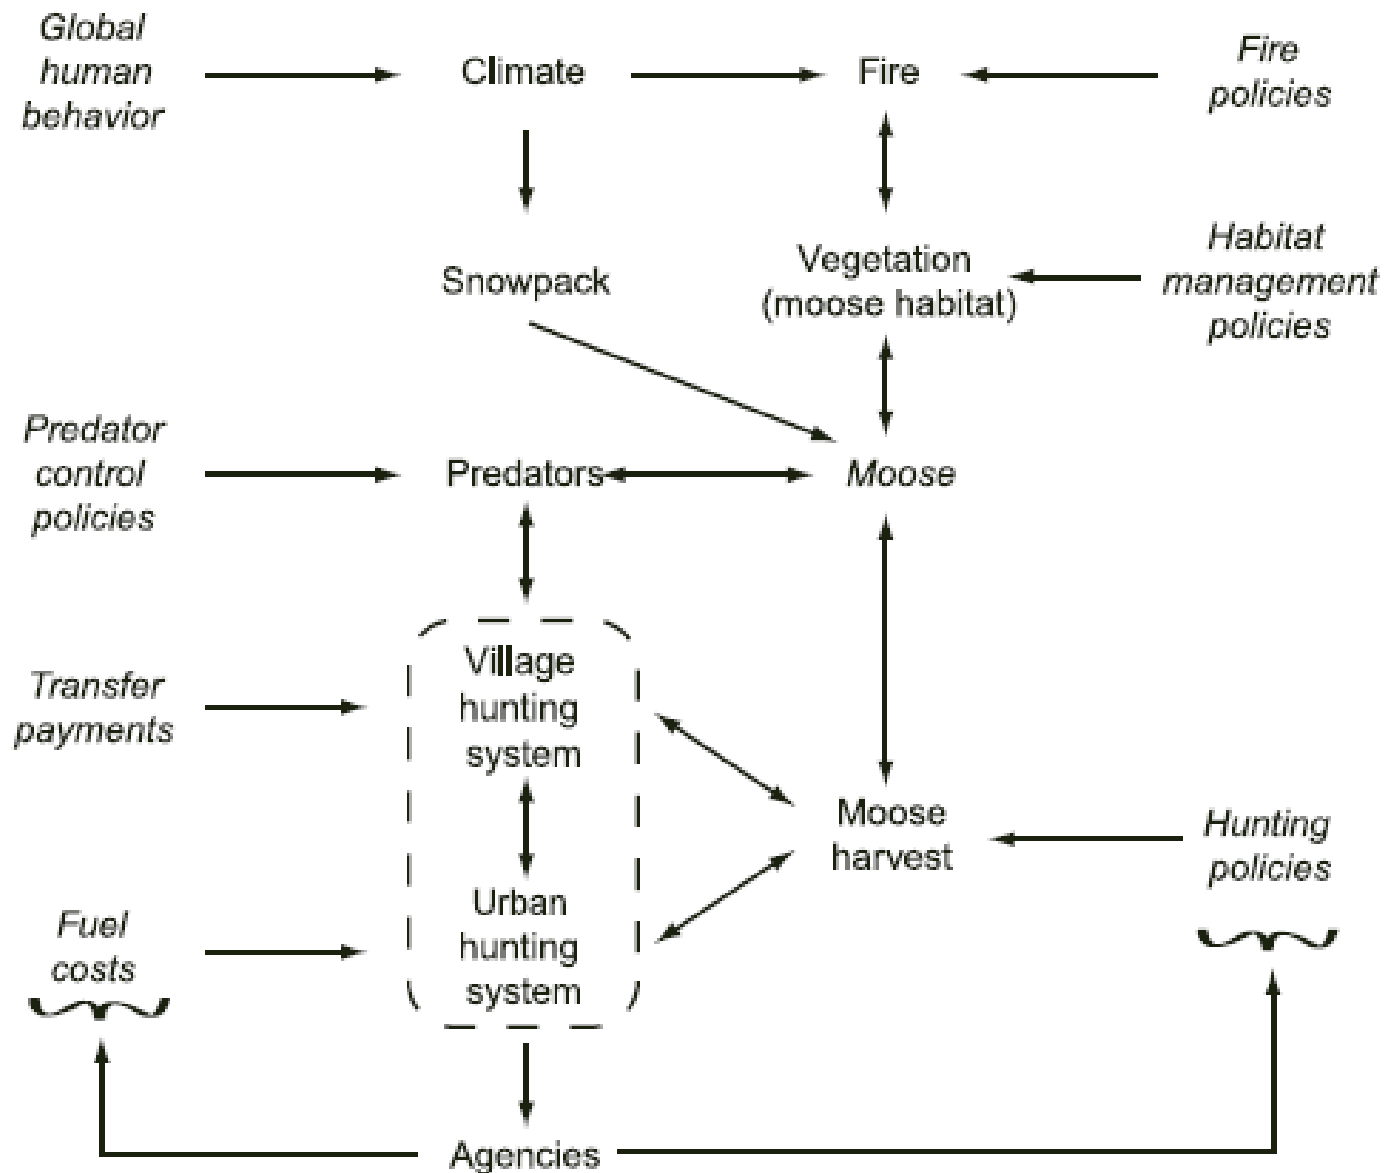 Global
human
behavior
Climate
Fire
Fire
policies
Snowpack
Vegetation
(moose habitat)
Habitat
management
policies
Predator
control
policies
Predators
Moose
Transfer
payments
Village
hunting
system
Moose
harvest
Hunting
policies
Fuel
costs
Urban
hunting
system
Agencies